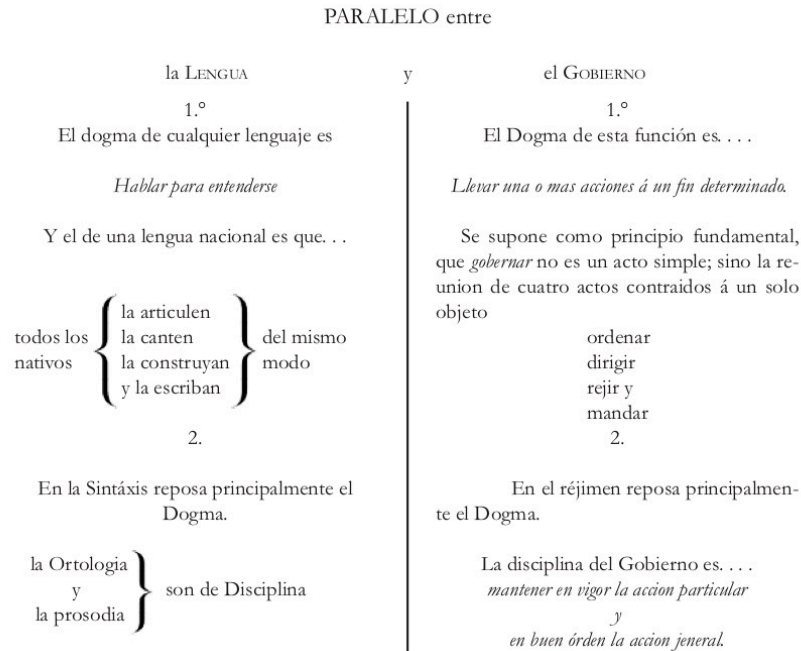 PARALELO entre
la LENGUA y el GOBIERNO
1.°
El dogma de cualquier lenguaje es
Hablar para entenderse
Y el de una lengua nacional es que. . .
todos los
nativos
la articulen
la canten
la construyan
y la escriban
del mismo
modo
2.
En la Sintáxis reposa principalmente el
Dogma.
la Ortologia
y
la prosodia
son de Disciplina
1.°
El Dogma de esta función es. . . .
Llevar una o mas acciones á un fin determinado.
Se supone como principio fundamental,
que gobernar no es un acto simple; sino la re-
union de cuatro actos contraidos á un solo
objeto
ordenar
dirigir
rejir y
mandar
2.
En el réjimen reposa principalmen-
te el Dogma.
La disciplina del Gobierno es. . . .
mantener en vigor la accion particular
y
en buen órden la accion jeneral.